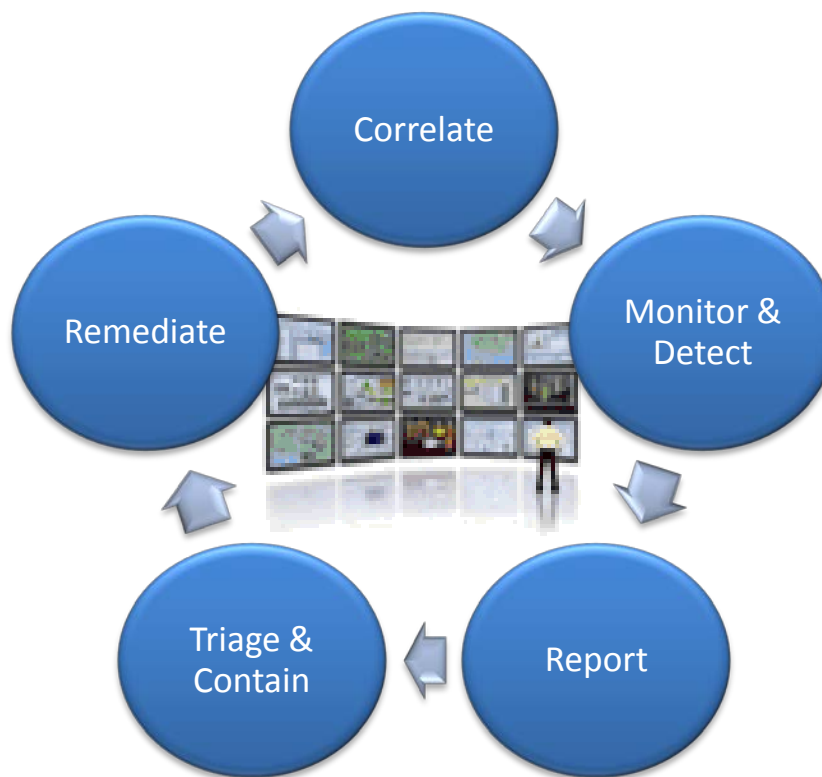 Correlate
Monitor &
Detect
Report
Triage &
Contain
Remediate